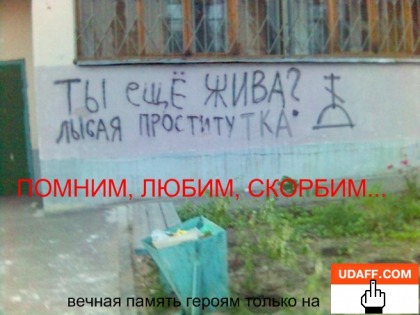 ТЫ ещЁ ЖИВА?
ЛЫСАЯ ПРОСТИТУТКА
ПОМНИМ, ЛЮБИМ, СКОРБИМ...
UDAFF.COM
вечная память героям только на